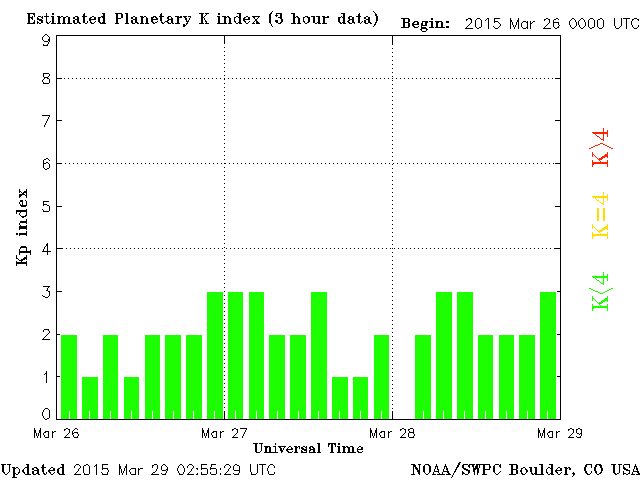 Estimated Planetary K index (3 hour data)
Begin: 2015 Mar 26 0000 UTC
9
8
7
6
5
4
3
2
1
0
Kp index
K>4
K=4
K<4
Mar 26
Mar 27
Mar 28
Mar 29
Universal Time
Updated 2015 Mar 29 02:55:29 UTC
NOAA/SWPC Boulder, CO USA